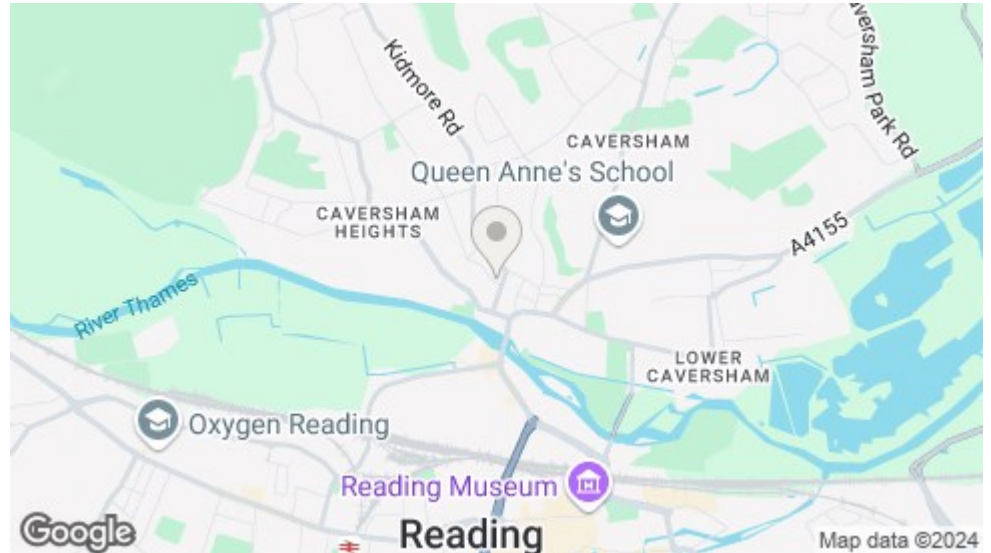 Kidmore Rd
Caversham Park Rd
CAVERSHAM
Queen Anne's School
CAVERSHAM
HEIGHTS
A4155
River Thames
LOWER
CAVERSHAM
Oxygen Reading
Reading Museum
Reading
Google
Map data ©2024